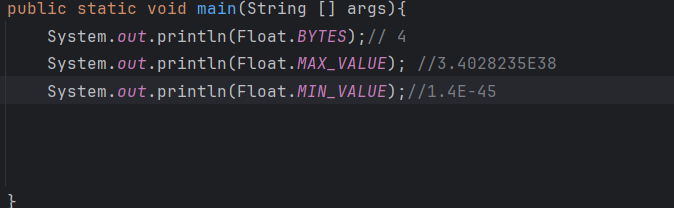 public static void main(String [] args){
System.out.println(Float.BYTES);// 4
System.out.println(Float.MAX_VALUE); //3.4028235E38
System.out.println(Float.MIN_VALUE);//1.4E-45
}